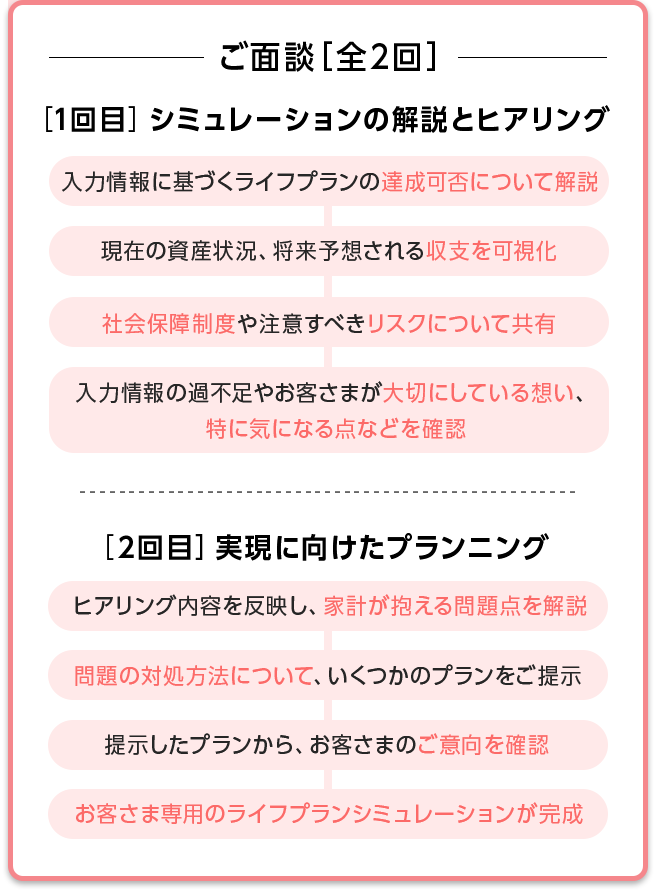 ご面談［全2回］
［1回目］シミュレーションの解説とヒアリング
入力情報に基づくライフプランの達成可否について解説
現在の資産状況、将来予想される収支を可視化
社会保障制度や注意すべきリスクについて共有
入力情報の過不足やお客さまが大切にしている想い、
特に気になる点などを確認
［2回目］実現に向けたプランニング
ヒアリング内容を反映し、家計が抱える問題点を解説
問題の対処方法について、いくつかのプランをご提示
提示したプランから、お客さまのご意向を確認
お客さま専用のライフプランシミュレーションが完成